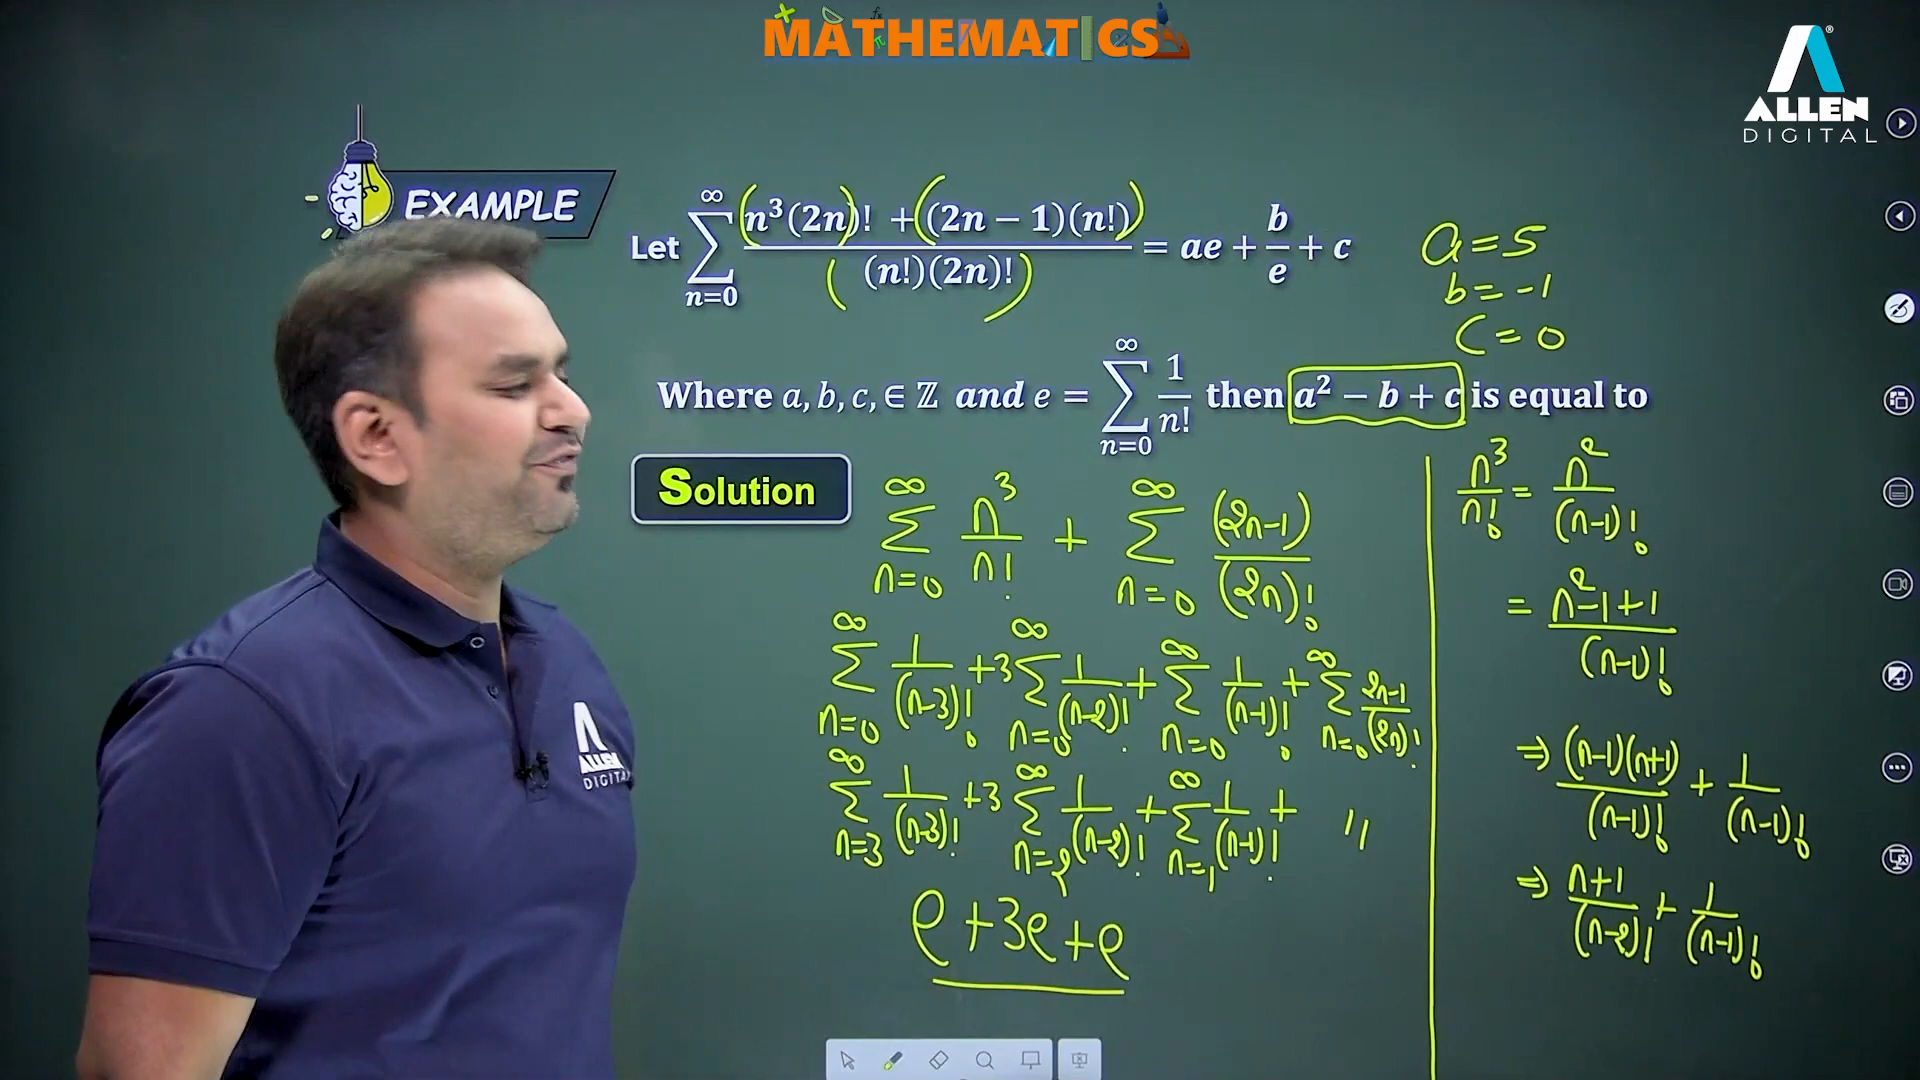 MATHEMATICS
ALLEN
DIGITAL
EXAMPLE
Let ∞ ∑ n=0 n³(2n)! + (2n − 1)(n!) / (n!)(2n)! = ae + b/e + c
a = 5
b = -1
c = 0
Where a, b, c, ∈ ℤ and e = ∞ ∑ n=0 1/n! then a² − b + c is equal to
Solution
∞ ∑ n=0 n³/n! + ∞ ∑ n=0 (2n-1)/(2n)!
∞ ∑ n=0 1/(n-3)! + 3 ∞ ∑ n=0 1/(n-2)! + ∞ ∑ n=0 1/(n-1)! + ∞ ∑ n=0 2n-1/(2n)!
∞ ∑ n=3 1/(n-3)! + 3 ∞ ∑ n=2 1/(n-2)! + ∞ ∑ n=1 1/(n-1)! + "
e + 3e + e
n³/n! = n²/(n-1)!
= n²-1+1/(n-1)!
⇒ (n-1)(n+1)/(n-1)! + 1/(n-1)!
⇒ n+1/(n-2)! + 1/(n-1)!
ALLEN
DIGITAL